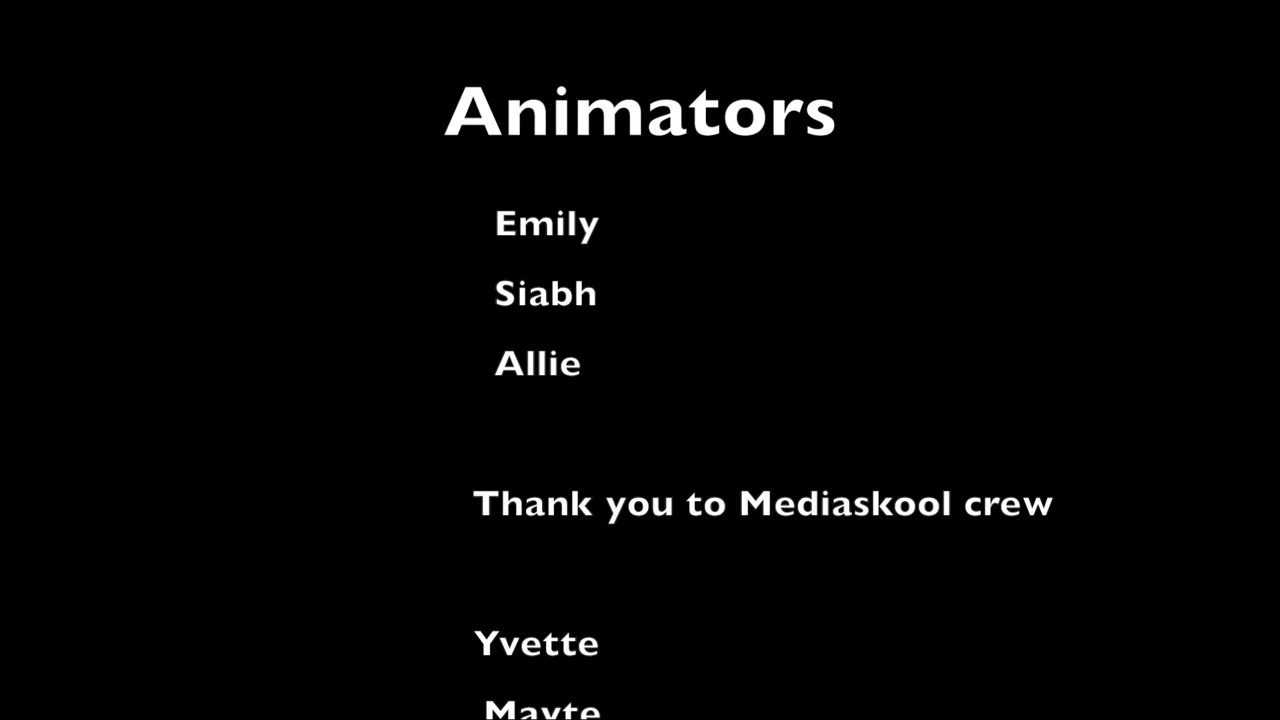 Animators
Emily
Siabh
Allie
Thank you to Mediaskool crew
Yvette
Mayte